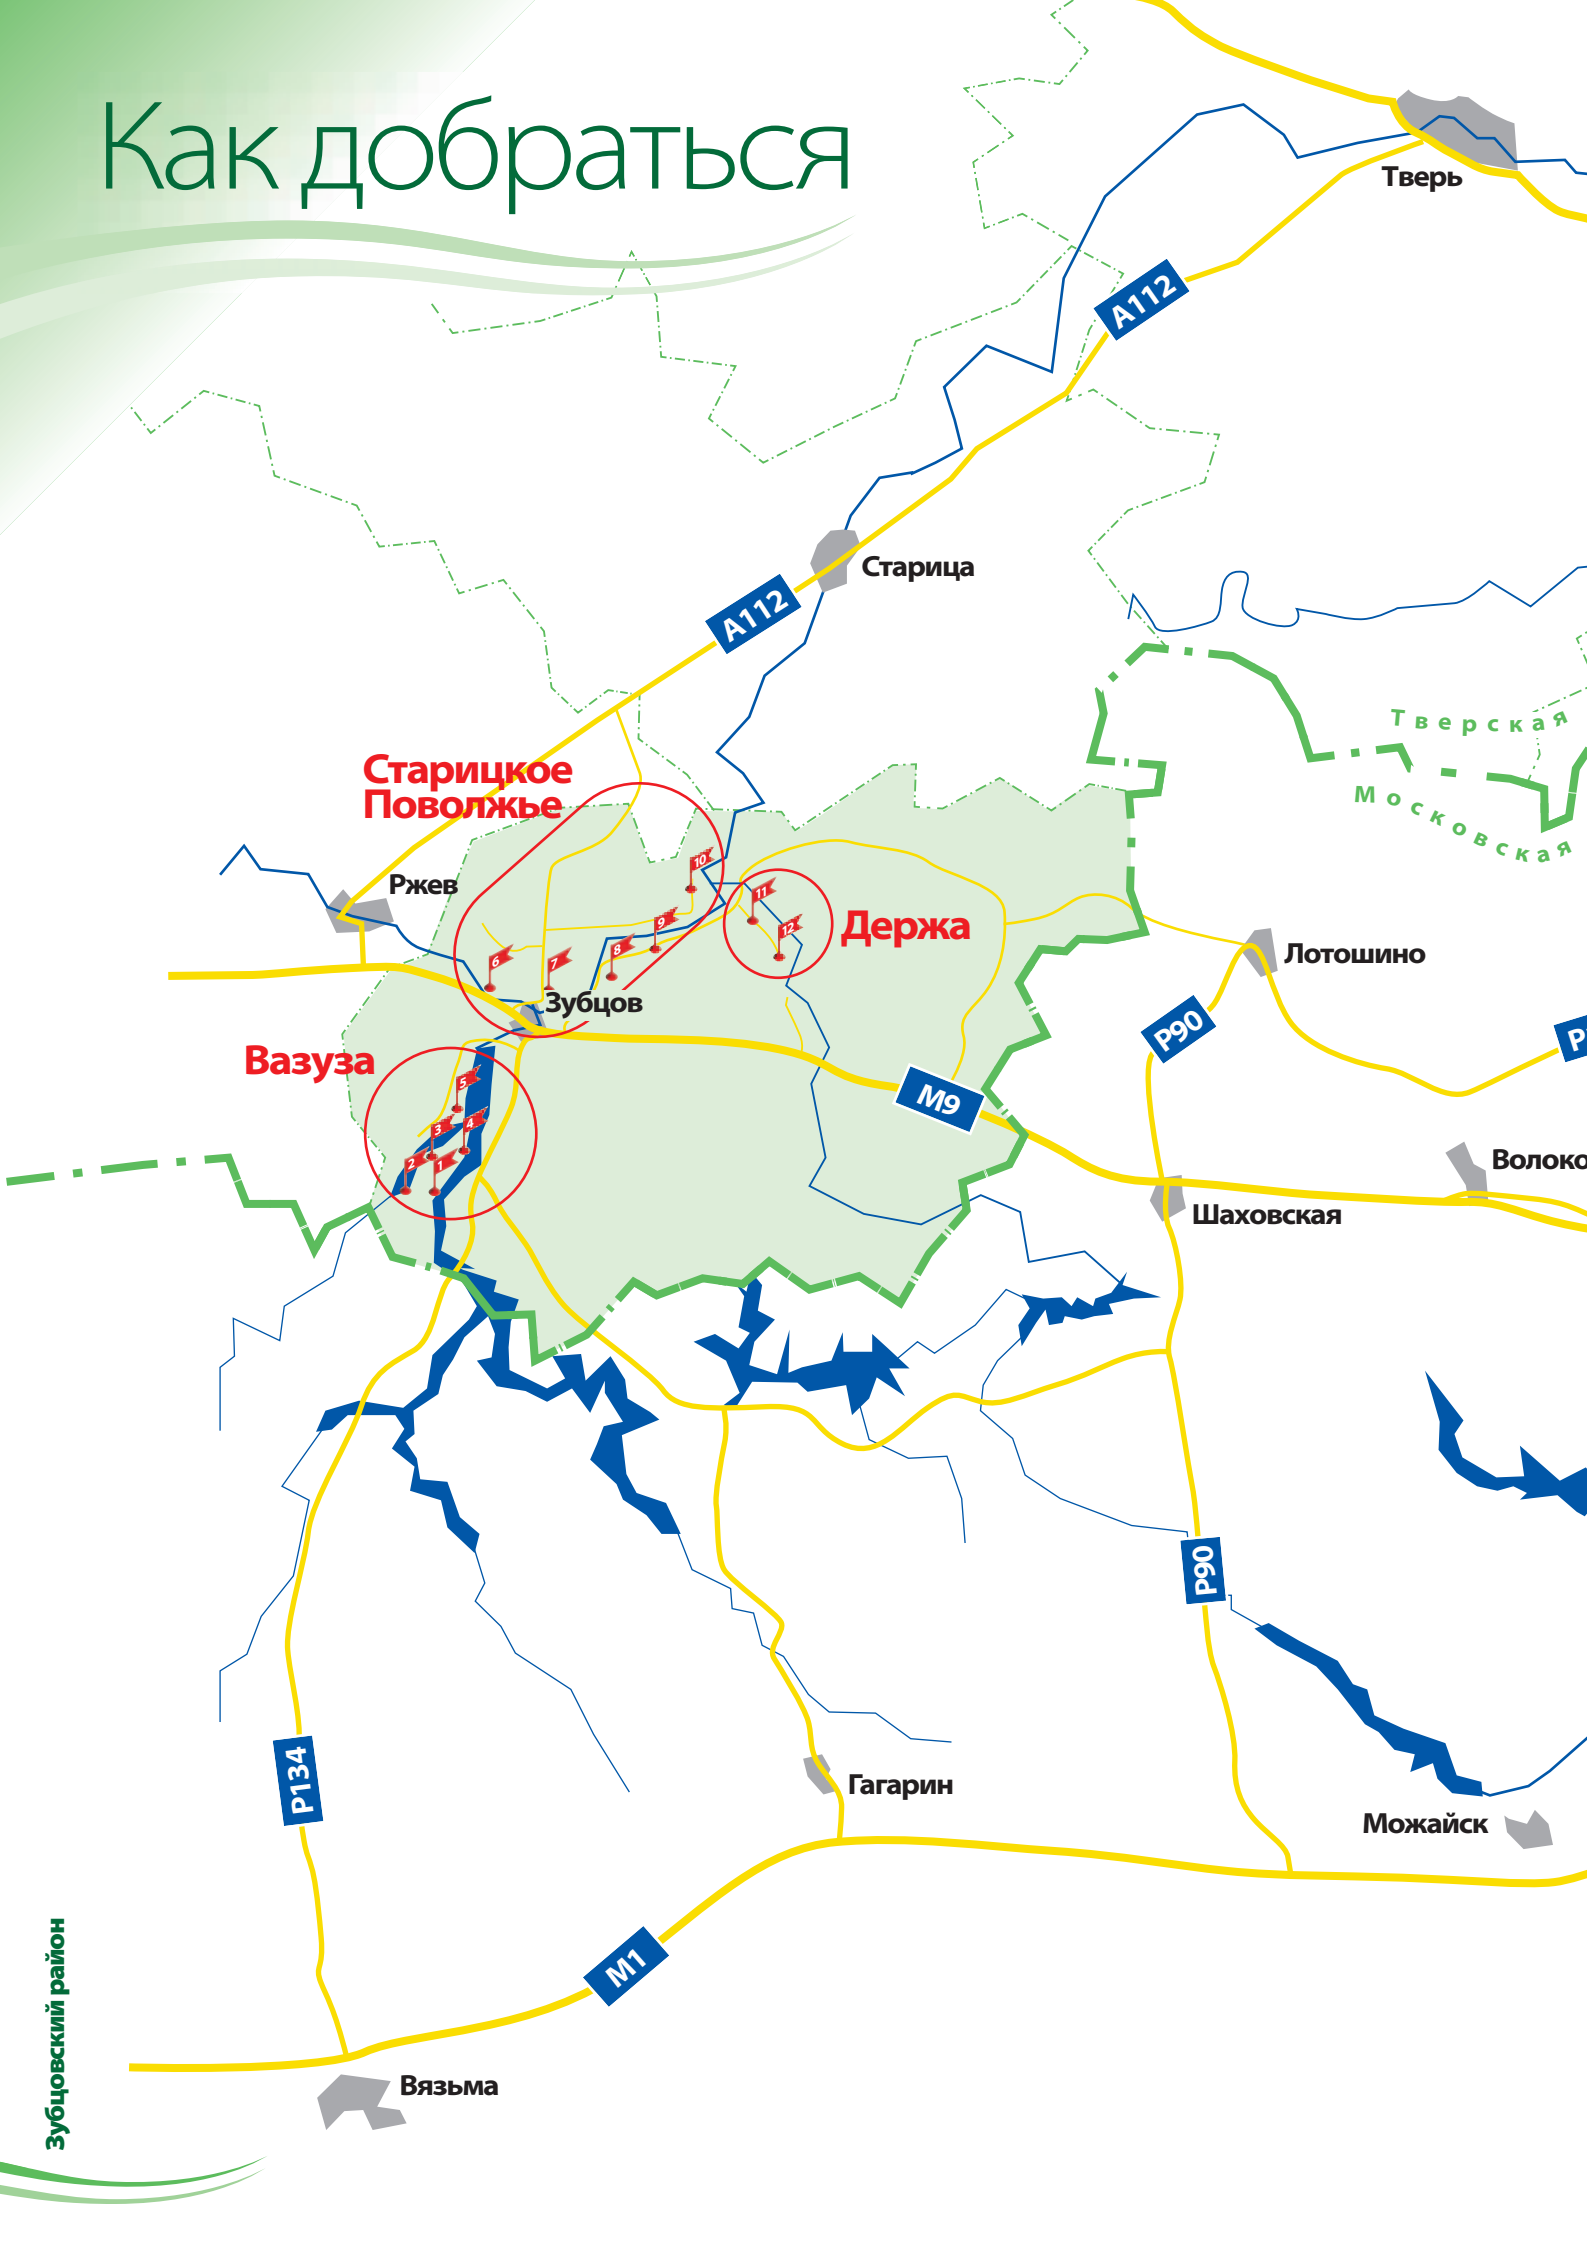 Как добраться
Тверь
А112
Старица
А112
Тверская
Московская
Старицкое
Поволжье
10
Ржев
11
9
12
Держа
8
6
7
Лотошино
Зубцов
Р90
Вазуза
5
М9
3
4
2
1
Шаховская
Р90
Р134
Гагарин
Можайск
М1
Вязьма
Зубцовский район